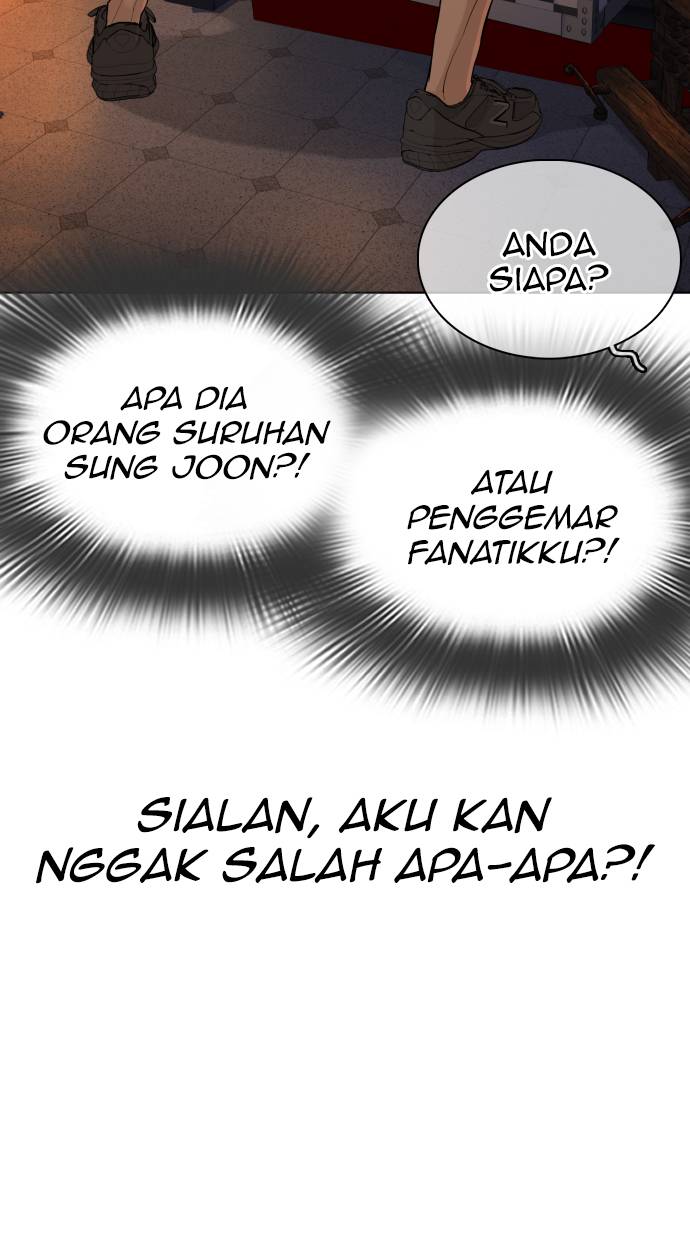 ANDA
SIAPA?
APA DIA
ORANG SURUHAN
SUNG JOON?!
ATAU
PENGGEMAR
FANATIKKU?!
SIALAN, AKU KAN
NGGAK SALAH APA-APA?!